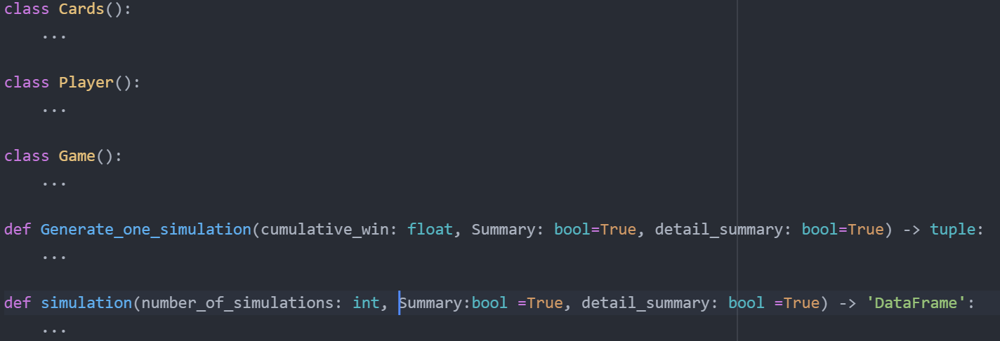 class Cards():
    ...
class Player():
    ...
class Game():
    ...
def Generate_one_simulation(cumulative_win: float, Summary: bool=True, detail_summary: bool=True) -> tuple:
    ...
def simulation(number_of_simulations: int, Summary:bool =True, detail_summary: bool =True) -> 'DataFrame':
    ...